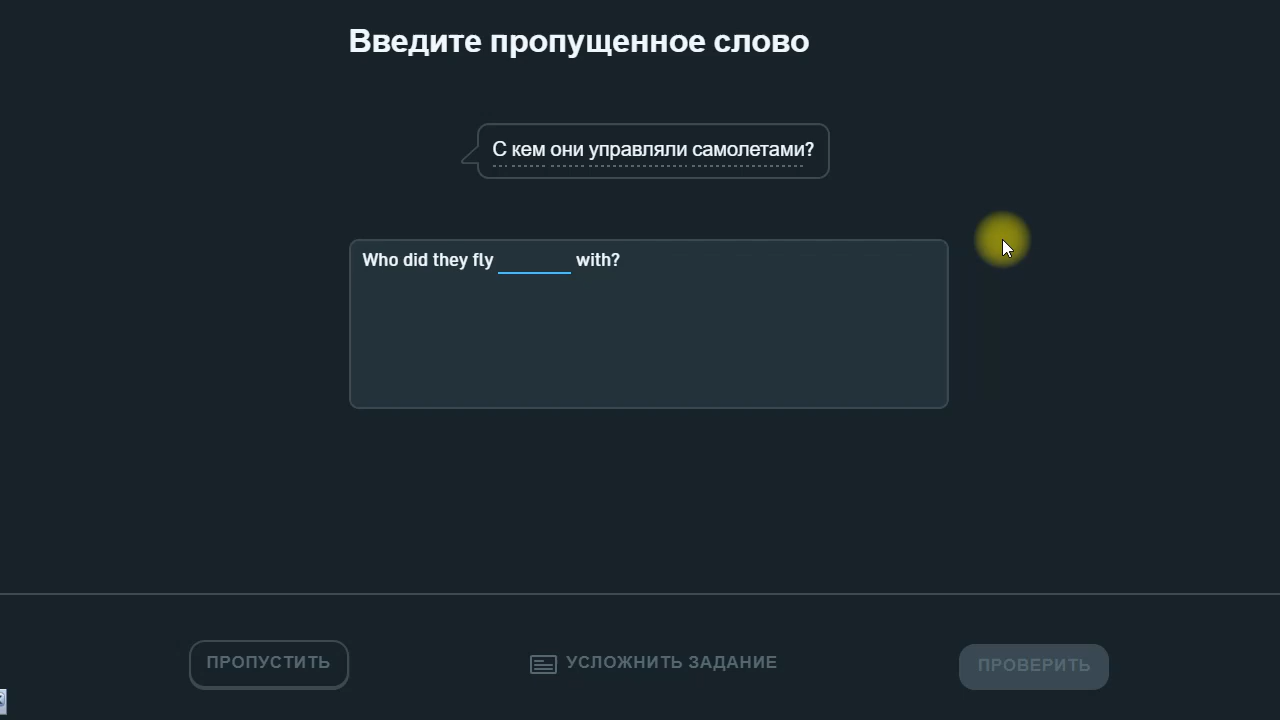 Введите пропущенное слово
С кем они управляли самолетами?
Who did they fly with?
ПРОПУСТИТЬ
УСЛОЖНИТЬ ЗАДАНИЕ
ПРОВЕРИТЬ